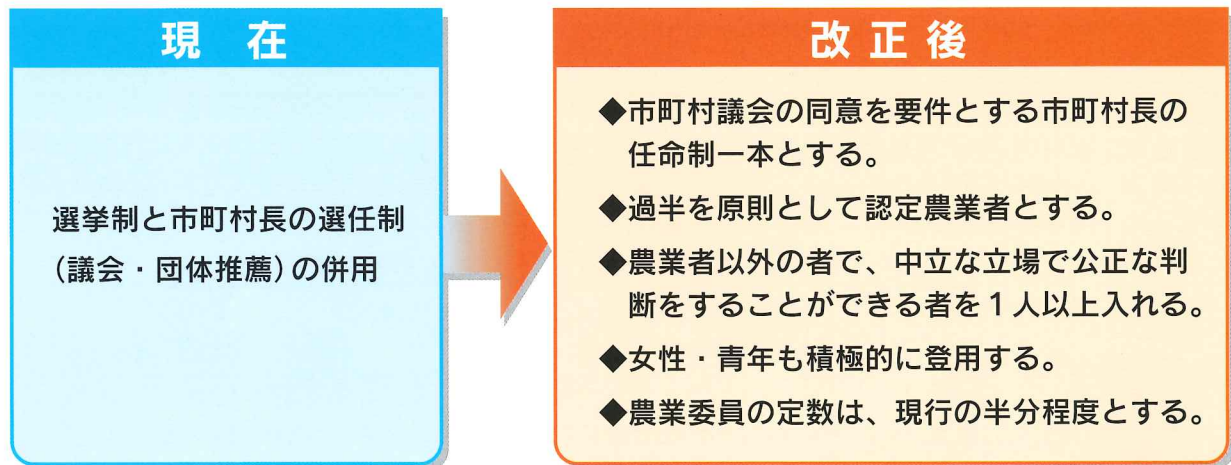 現 在
選挙制と市町村長の選任制
(議会・団体推薦)の併用
改正後
◆市町村議会の同意を要件とする市町村長の
任命制一本とする。
◆過半を原則として認定農業者とする。
◆農業者以外の者で、中立な立場で公正な判
断をすることができる者を1人以上入れる。
◆女性・青年も積極的に登用する。
◆農業委員の定数は、現行の半分程度とする。